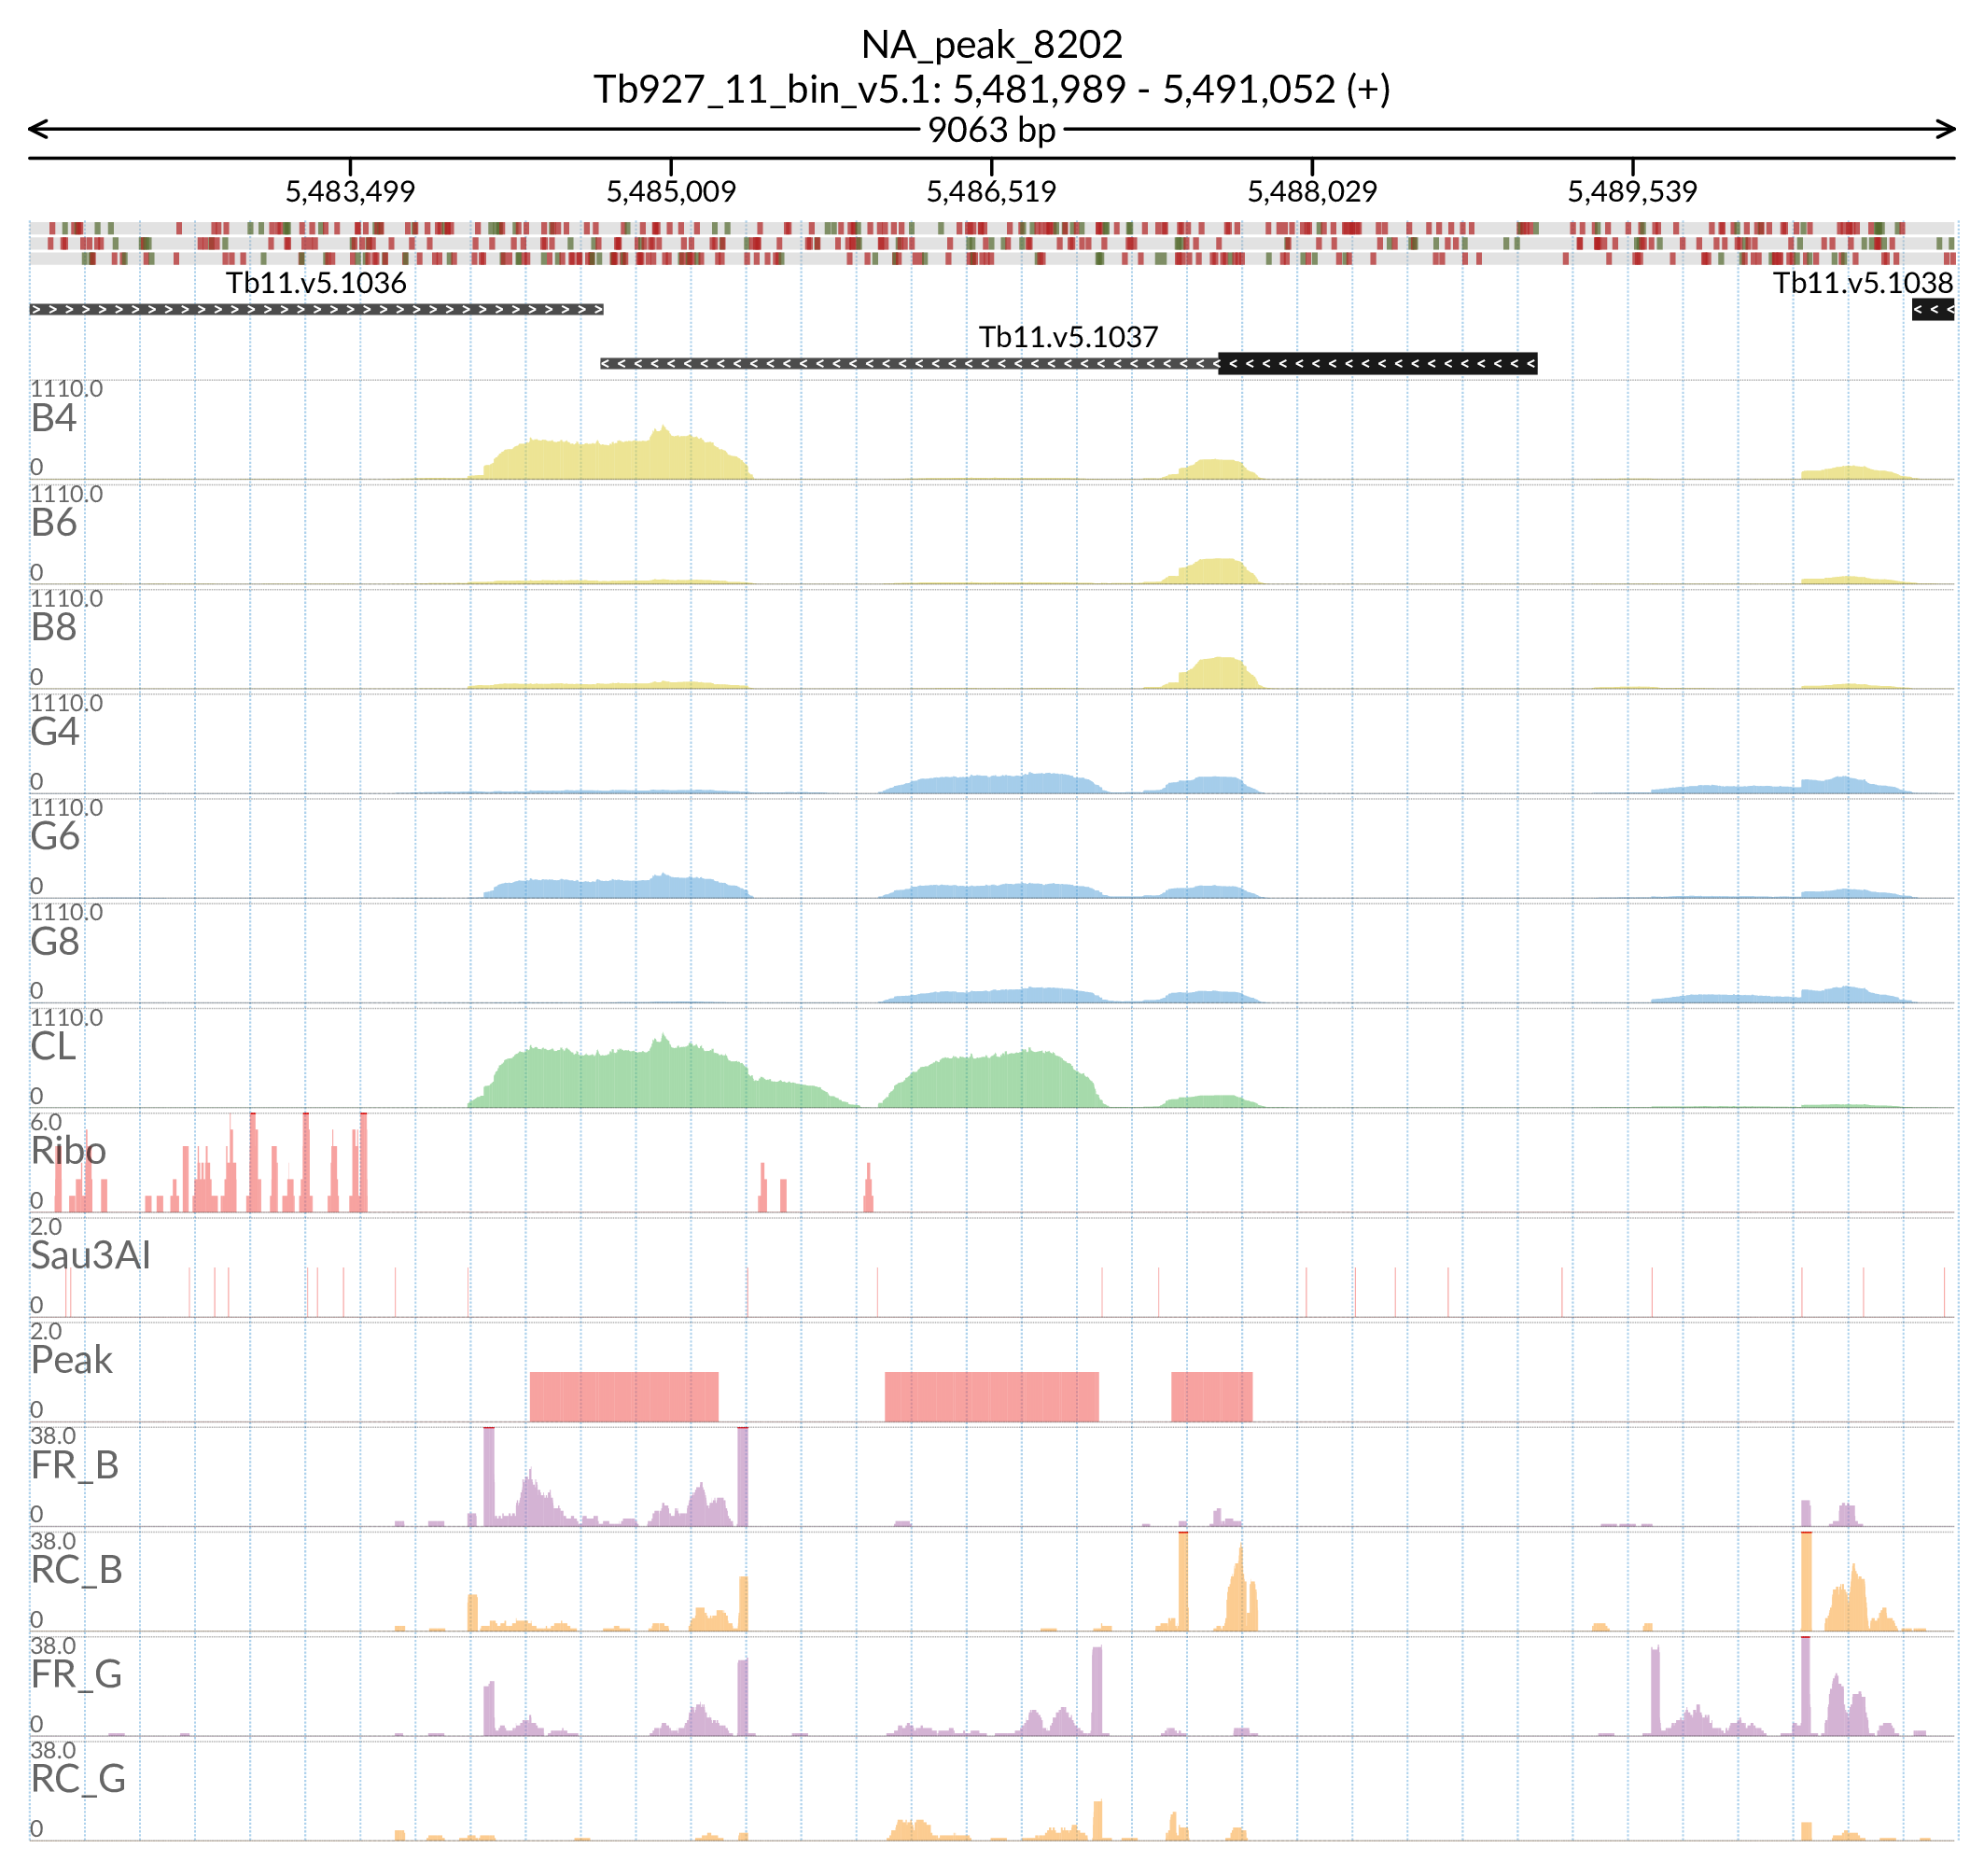 NA_peak_8202
Tb927_11_bin_v5.1: 5,481,989 - 5,491,052 (+)
9063 bp
5,483,499 5,485,009 5,486,519 5,488,029 5,489,539
Tb11.v5.1036 Tb11.v5.1038
Tb11.v5.1037
1110.0
B4
0
1110.0
B6
0
1110.0
B8
0
1110.0
G4
0
1110.0
G6
0
1110.0
G8
0
1110.0
CL
0
6.0
Ribo
0
2.0
Sau3AI
0
2.0
Peak
0
38.0
FR_B
0
38.0
RC_B
0
38.0
FR_G
0
38.0
RC_G
0